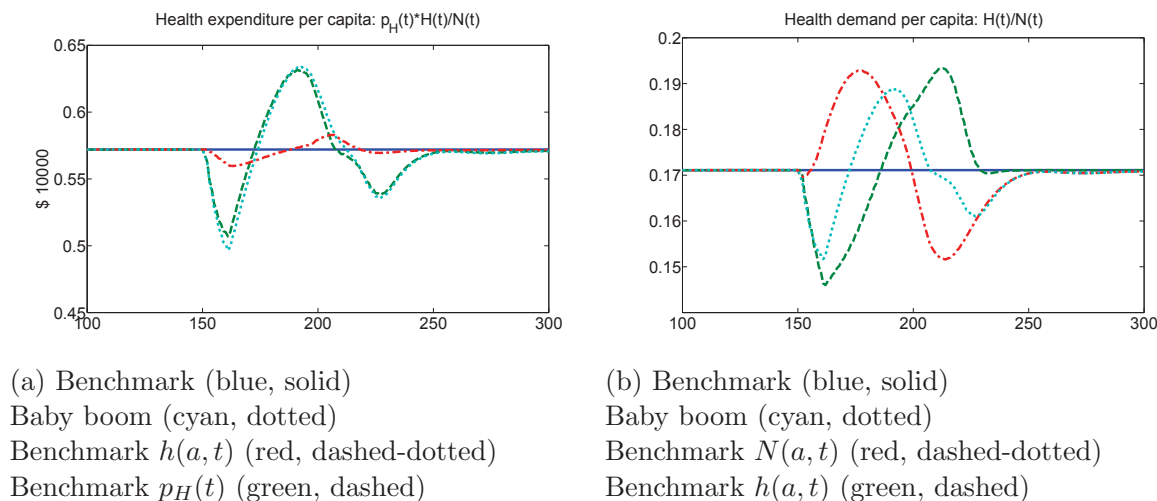 Health expenditure per capita: p_H(t)*H(t)/N(t)
0.65
0.6
0.55
0.5
0.45
$ 10000
100 150 200 250 300
Health demand per capita: H(t)/N(t)
0.2
0.19
0.18
0.17
0.16
0.15
100 150 200 250 300
(a) Benchmark (blue, solid)
Baby boom (cyan, dotted)
Benchmark h(a, t) (red, dashed-dotted)
Benchmark p_H(t) (green, dashed)
(b) Benchmark (blue, solid)
Baby boom (cyan, dotted)
Benchmark N(a, t) (red, dashed-dotted)
Benchmark h(a, t) (green, dashed)